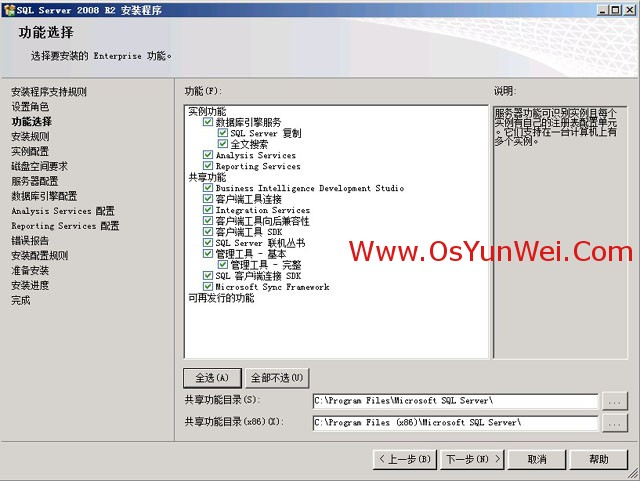 SQL Server 2008 R2 安装程序
功能选择
选择要安装的 Enterprise 功能。
安装程序支持规则
设置角色
功能选择
安装规则
实例配置
磁盘空间要求
服务器配置
数据库引擎配置
Analysis Services 配置
Reporting Services 配置
错误报告
安装配置规则
准备安装
安装进度
完成
功能(F):
实例功能
数据库引擎服务
SQL Server 复制
全文搜索
Analysis Services
Reporting Services
共享功能
Business Intelligence Development Studio
客户端工具连接
Integration Services
客户端工具向后兼容性
客户端工具 SDK
SQL Server 联机丛书
管理工具 - 基本
管理工具 - 完整
SQL 客户端连接 SDK
Microsoft Sync Framework
可再发行的功能
说明:
服务器功能可识别实例且每个
实例有自己的注册表配置单元
。它们支持在一台计算机上有
多个实例。
Www.OsYunWei.Com
全选(A)
全部不选(U)
共享功能目录(S):
C:\Program Files\Microsoft SQL Server\
...
共享功能目录(x86)(X):
C:\Program Files (x86)\Microsoft SQL Server\
...
< 上一步(B)
下一步(N) >
取消
帮助